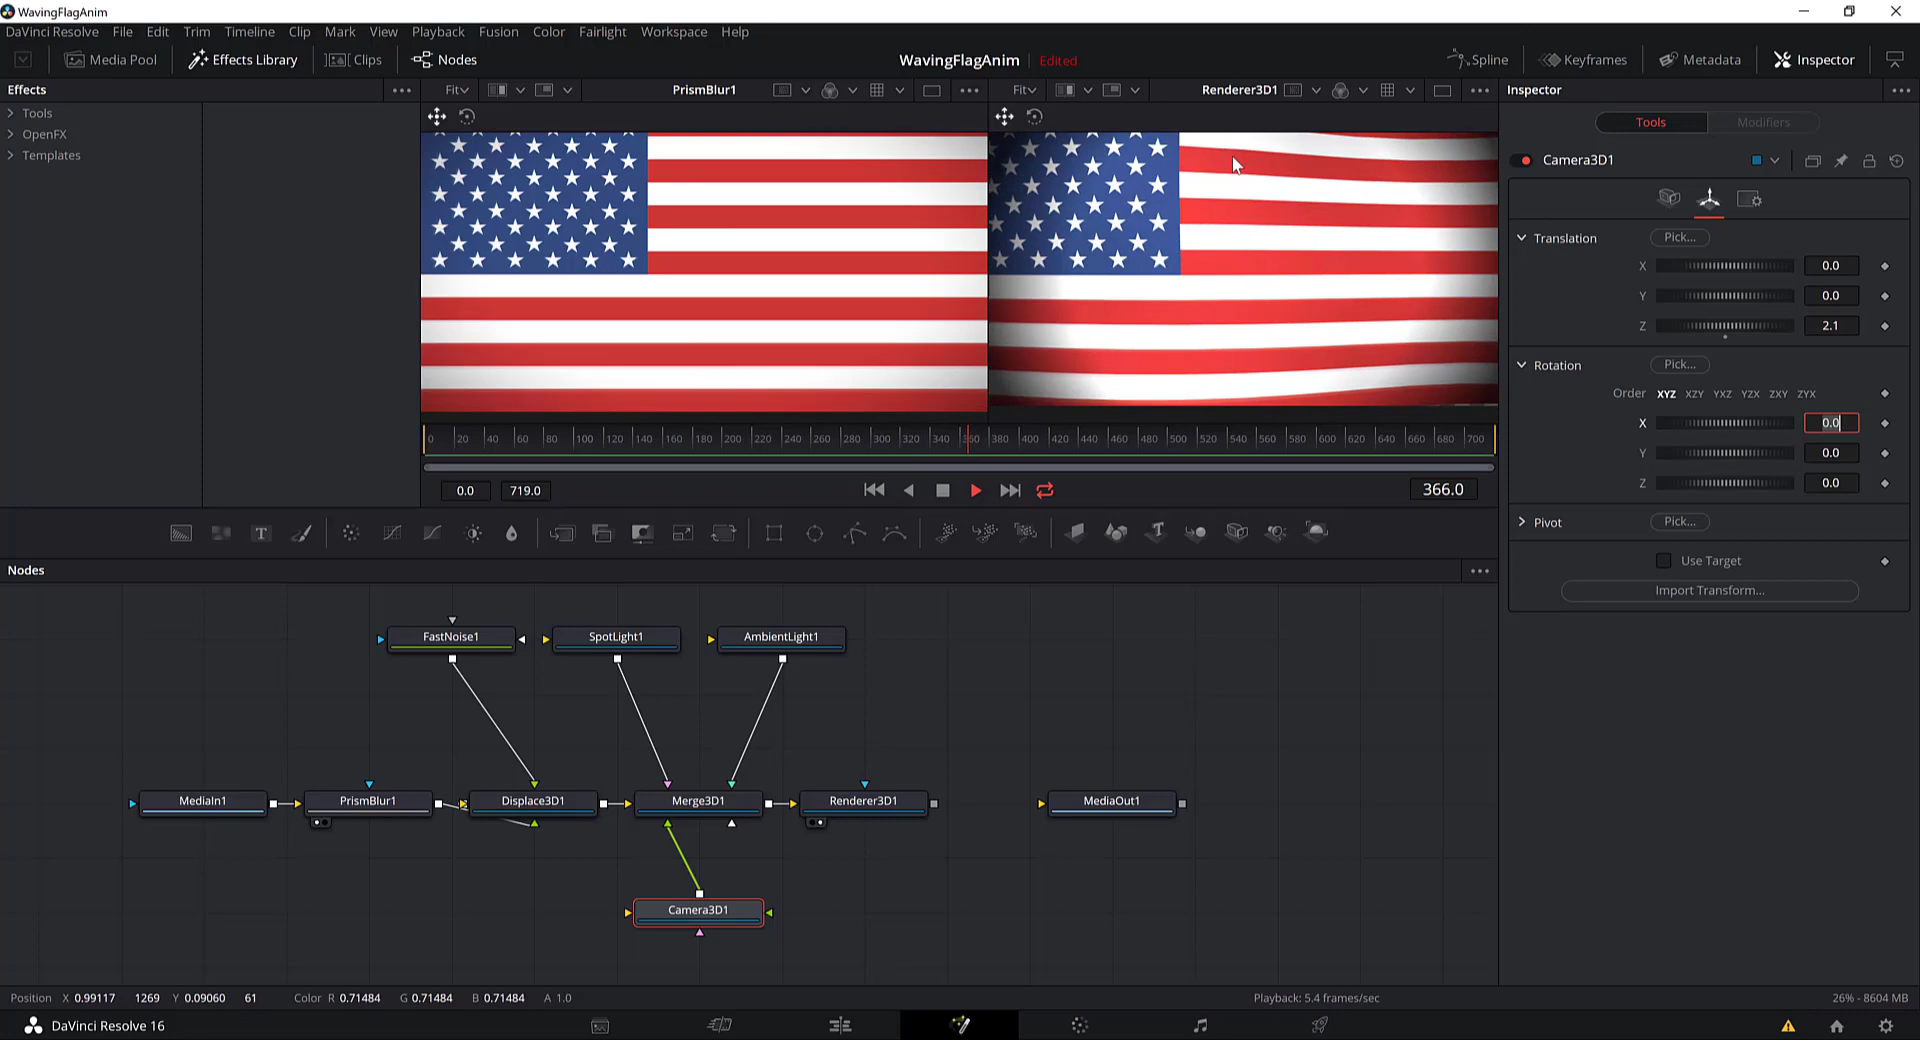 WavingFlagAnim
DaVinci Resolve File Edit Trim Timeline Clip Mark View Playback Fusion Color Fairlight Workspace Help
Media Pool Effects Library Clips Nodes WavingFlagAnim Edited Spline Keyframes Metadata Inspector
Effects Fit PrismBlur1 Fit Renderer3D1 Inspector
Tools
OpenFX
Templates
Tools Modifiers
Camera3D1
Translation Pick...
X 0.0
Y 0.0
Z 2.1
Rotation Pick...
Order XYZ XZY YXZ YZX ZXY ZYX
X 0.0
Y 0.0
Z 0.0
Pivot Pick...
Use Target
Import Transform...
0 20 40 60 80 100 120 140 160 180 200 220 240 260 280 300 320 340 360 380 400 420 440 460 480 500 520 540 560 580 600 620 640 660 680 700
0.0 719.0 366.0
Nodes
FastNoise1 SpotLight1 AmbientLight1
MediaIn1 PrismBlur1 Displace3D1 Merge3D1 Renderer3D1 MediaOut1
Camera3D1
Position X 0.99117 1269 Y 0.09060 61 Color R 0.71484 G 0.71484 B 0.71484 A 1.0 Playback: 5.4 frames/sec 26% - 8604 MB
DaVinci Resolve 16